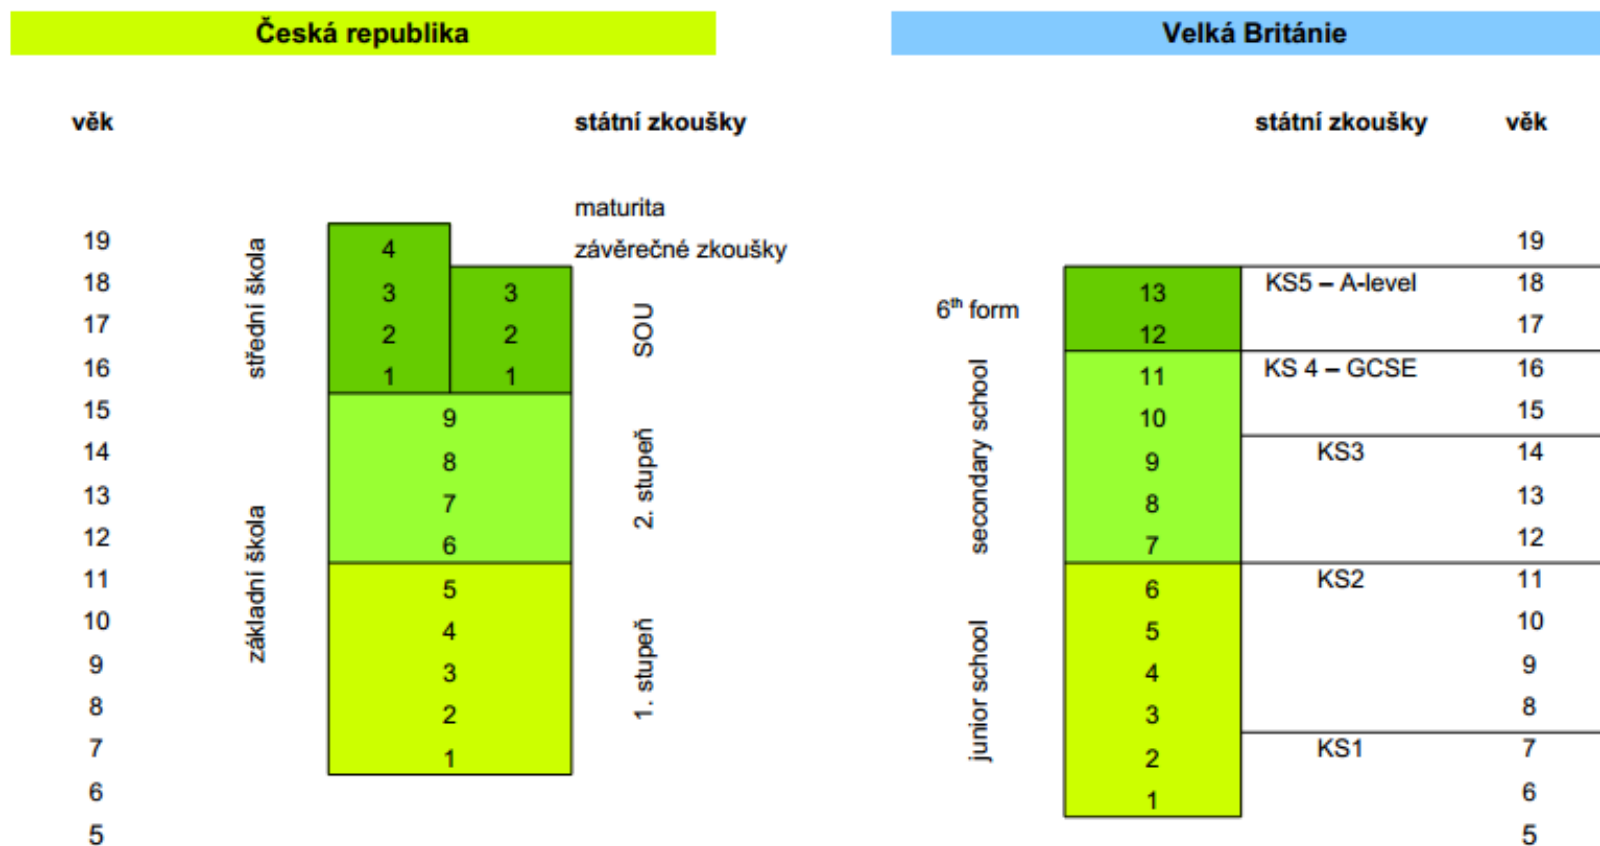 Česká republika Velká Británie
věk státní zkoušky státní zkoušky věk
maturita
19 4 závěrečné zkoušky 19
18 3 3 13 KS5 – A-level 18
17 2 2 12 17
16 1 1 11 KS 4 – GCSE 16
15 9 10 15
14 8 9 KS3 14
13 7 8 13
12 6 7 12
11 5 6 KS2 11
10 4 5 10
9 3 4 9
8 2 3 8
7 1 2 KS1 7
6 1 6
5 5
střední škola
základní škola
SOU
2. stupeň
1. stupeň
6th form
secondary school
junior school